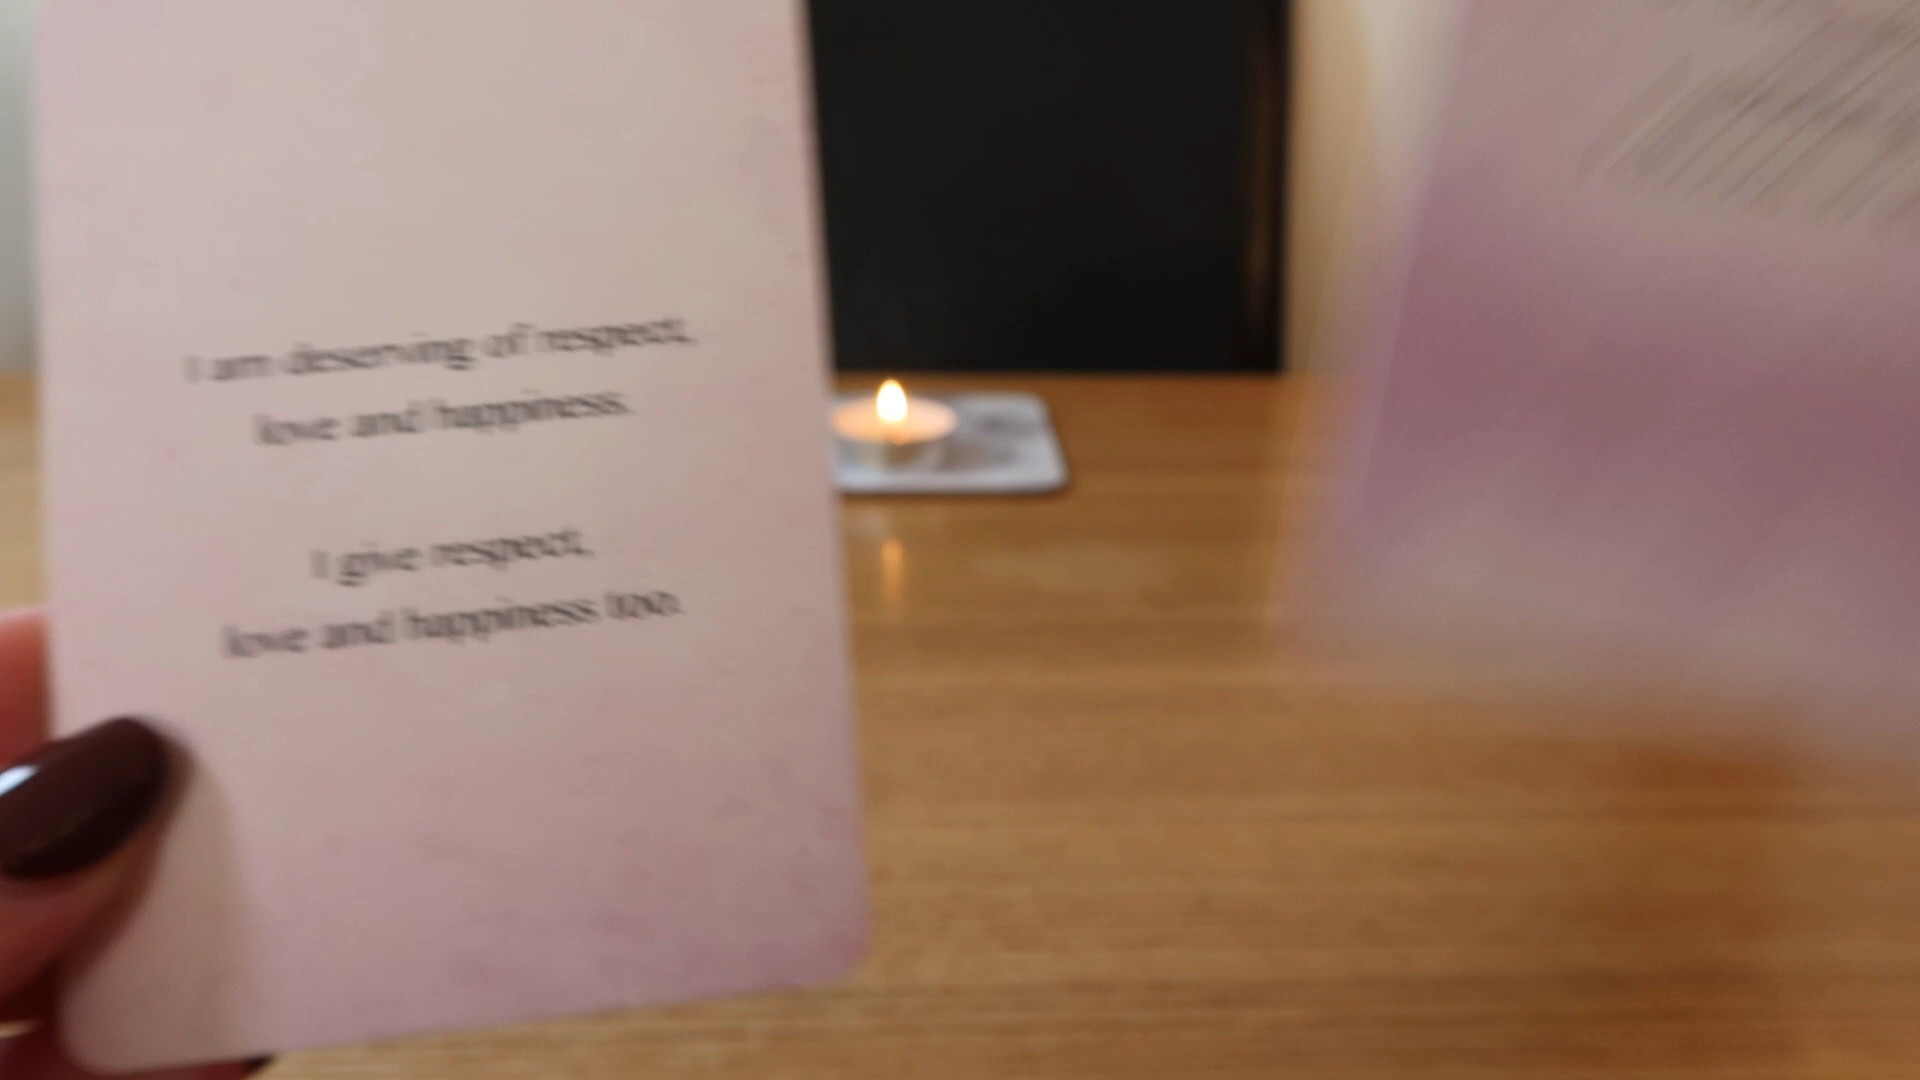 I am deserving of respect,
love and happiness.
I give respect,
love and happiness too.